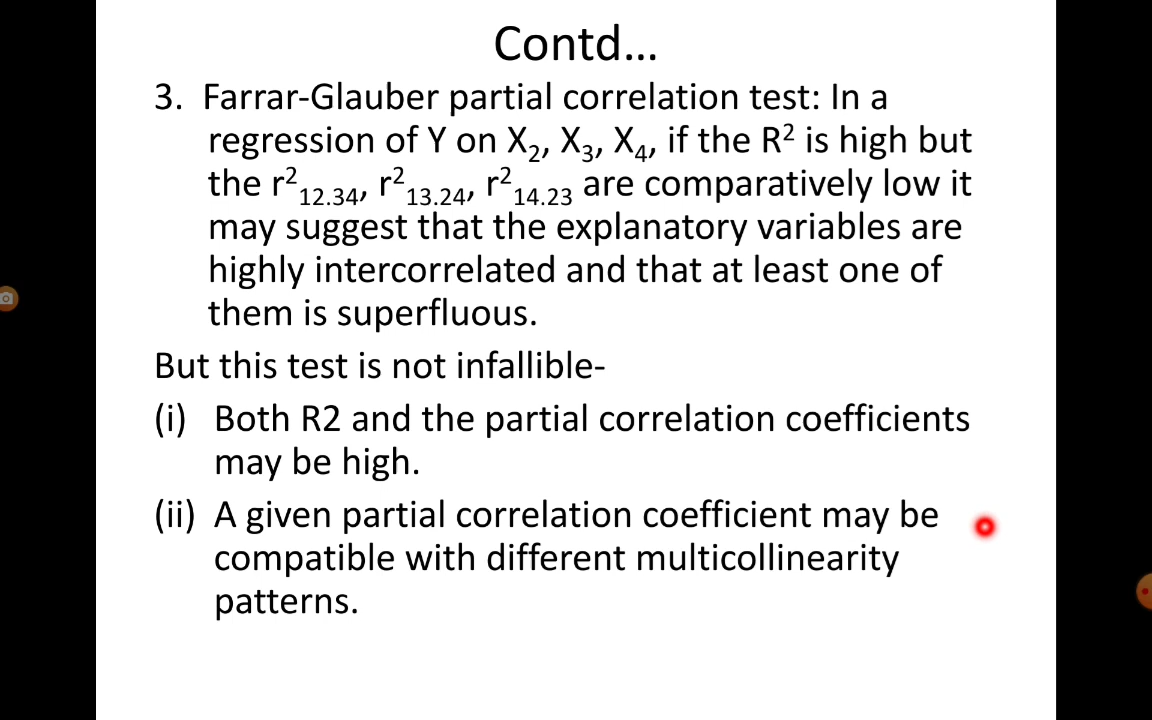 Contd...
3. Farrar-Glauber partial correlation test: In a
regression of Y on X₂, X₃, X₄, if the R² is high but
the r²₁₂.₃₄, r²₁₃.₂₄, r²₁₄.₂₃ are comparatively low it
may suggest that the explanatory variables are
highly intercorrelated and that at least one of
them is superfluous.
But this test is not infallible-
(i) Both R2 and the partial correlation coefficients
may be high.
(ii) A given partial correlation coefficient may be
compatible with different multicollinearity
patterns.